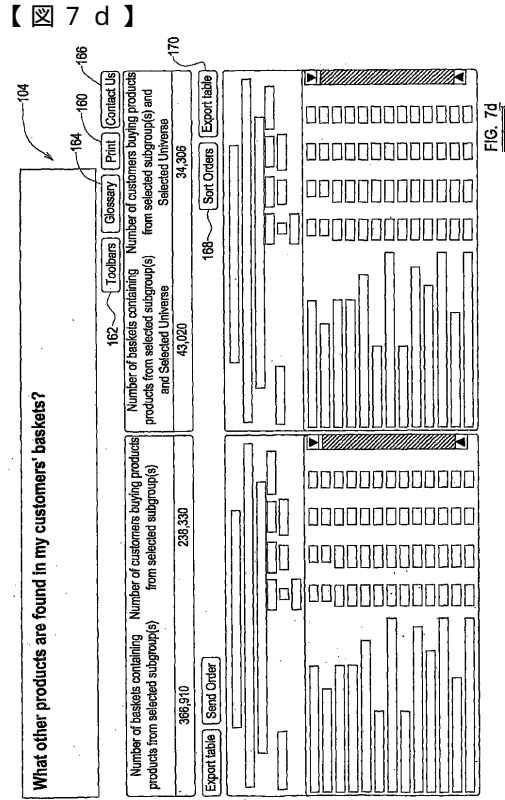 【図７ｄ】
104
What other products are found in my customers' baskets?
162
Toolbars
164
Glossary
160
Print
166
Contact Us
Number of baskets containing
products from selected subgroup(s)
366,910
Number of customers buying products
from selected subgroup(s)
238,330
Number of baskets containing
products from selected subgroup(s)
and Selected Universe
43,020
Number of customers buying products
from selected subgroup(s) and
Selected Universe
34,306
Export table
Send Order
168
Sort Orders
170
Export table
FIG. 7d